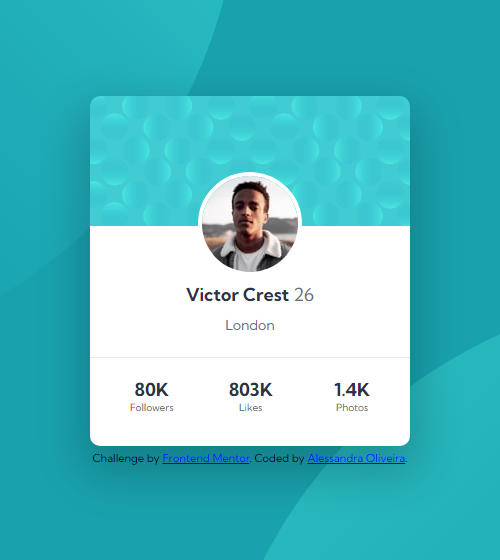 Victor Crest 26
London
80K 803K 1.4K
Followers Likes Photos
Challenge by Frontend Mentor. Coded by Alessandra Oliveira.